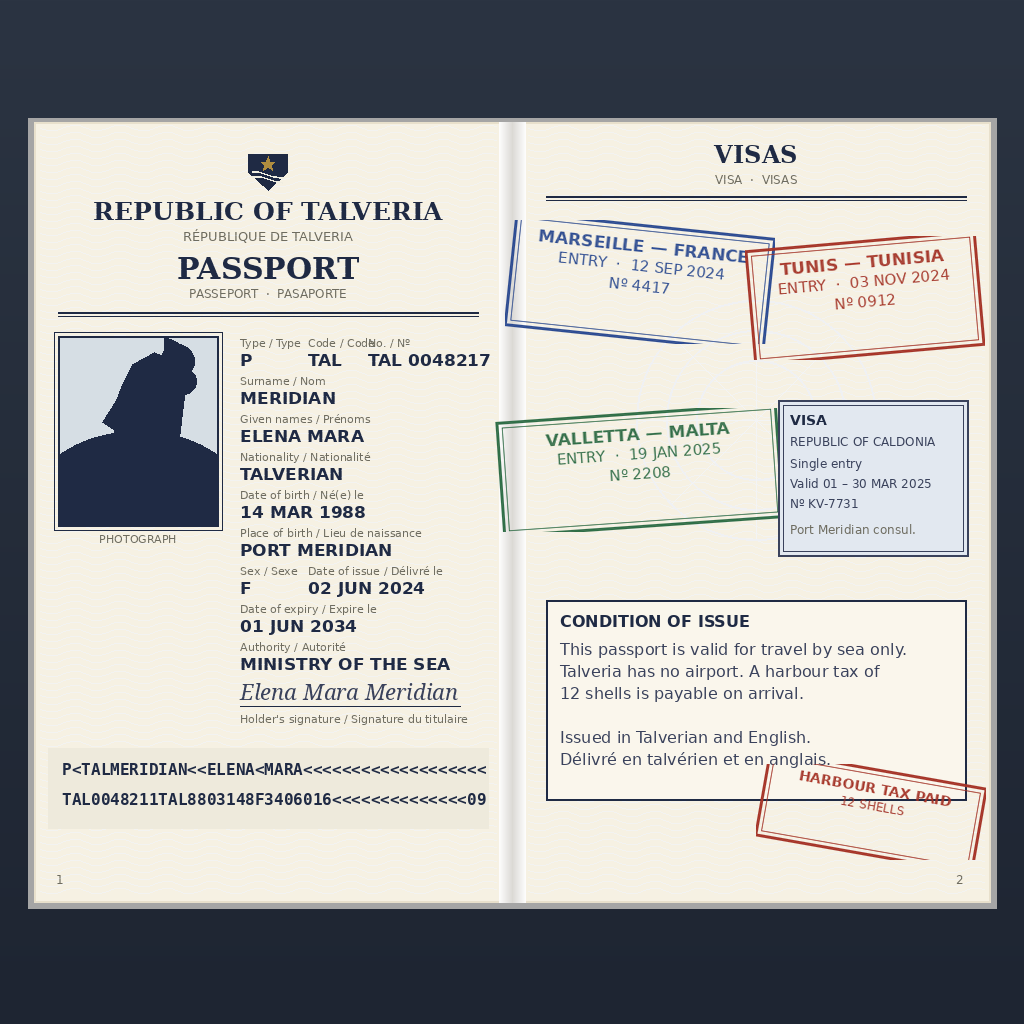 REPUBLIC OF TALVERIA
RÉPUBLIQUE DE TALVERIA
PASSPORT
PASSEPORT · PASAPORTE
Type / Type Code / Code No. / Nº
P TAL TAL 0048217
Surname / Nom
MERIDIAN
Given names / Prénoms
ELENA MARA
Nationality / Nationalité
TALVERIAN
Date of birth / Né(e) le
14 MAR 1988
Place of birth / Lieu de naissance
PORT MERIDIAN
Sex / Sexe Date of issue / Délivré le
F 02 JUN 2024
Date of expiry / Expire le
01 JUN 2034
Authority / Autorité
MINISTRY OF THE SEA
Elena Mara Meridian
Holder's signature / Signature du titulaire
PHOTOGRAPH
P<TALMERIDIAN<<ELENA<MARA<<<<<<<<<<<<<<<<<<<
TAL0048211TAL8803148F3406016<<<<<<<<<<<<<<09
1
VISAS
VISA · VISAS
MARSEILLE — FRANCE
ENTRY · 12 SEP 2024
Nº 4417
TUNIS — TUNISIA
ENTRY · 03 NOV 2024
Nº 0912
VALLETTA — MALTA
ENTRY · 19 JAN 2025
Nº 2208
VISA
REPUBLIC OF CALDONIA
Single entry
Valid 01 – 30 MAR 2025
Nº KV-7731
Port Meridian consul.
CONDITION OF ISSUE
This passport is valid for travel by sea only.
Talveria has no airport. A harbour tax of
12 shells is payable on arrival.
Issued in Talverian and English.
Délivré en talvérien et en anglais.
HARBOUR TAX PAID
12 SHELLS
2